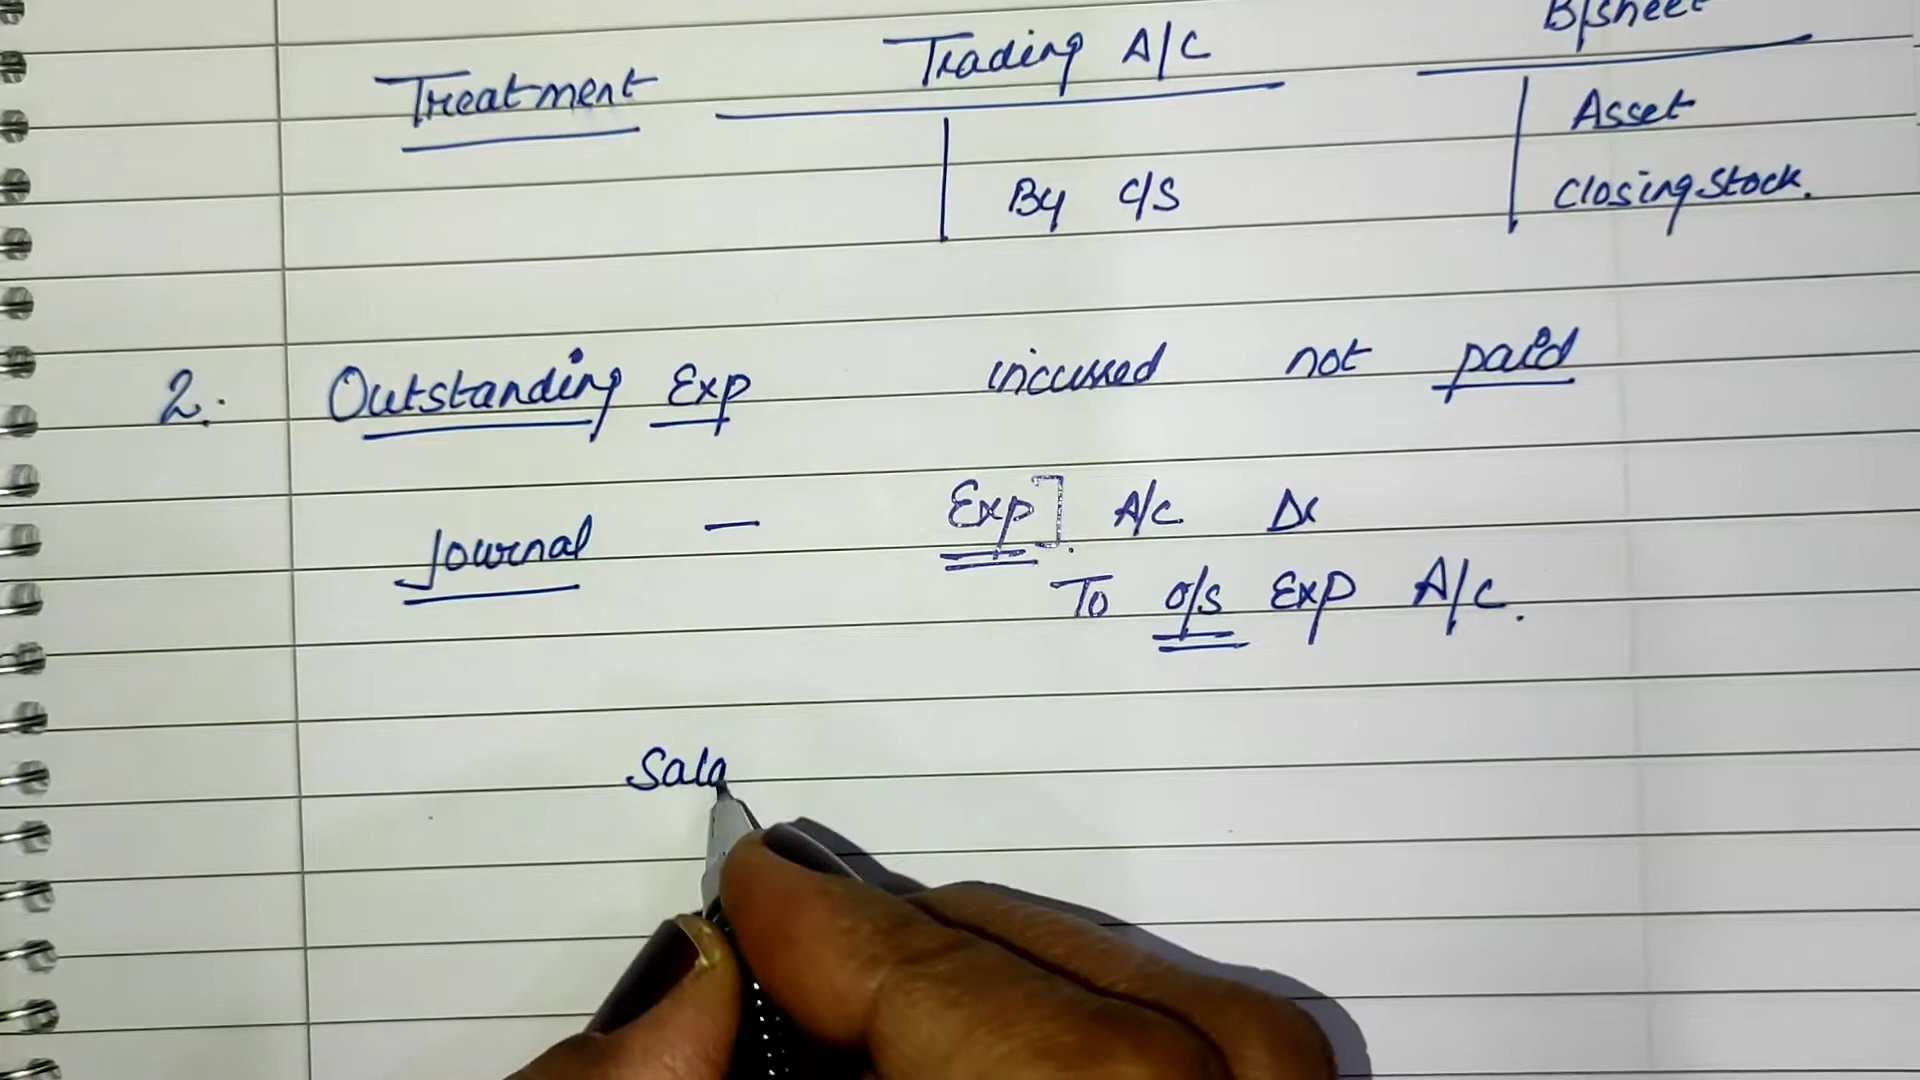 B/sheet
Treatment Trading A/C
Asset
By C/S Closing Stock.
2. Outstanding Exp incurred not paid
Journal — Exp]. A/C Dr
To O/S Exp A/C.
Sala